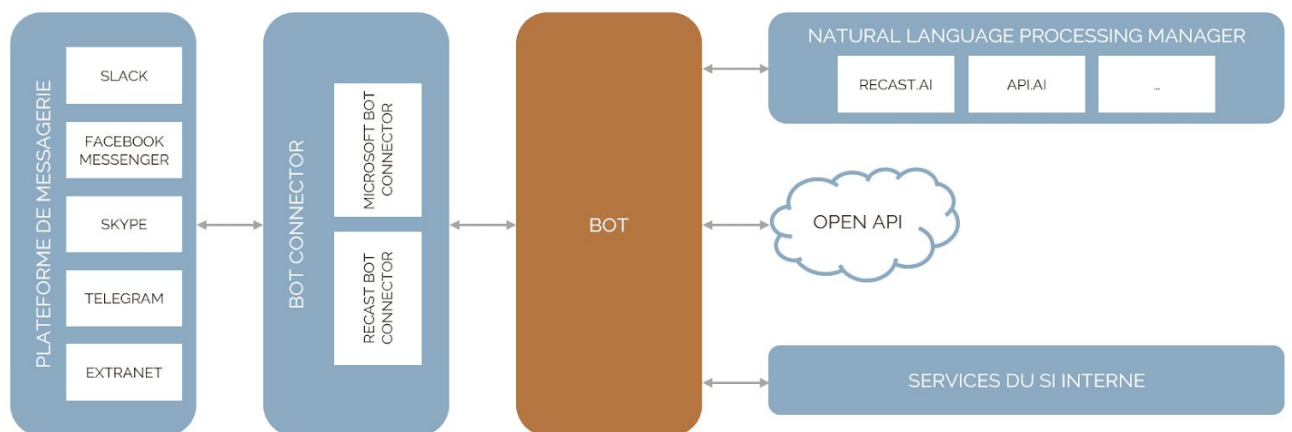 PLATEFORME DE MESSAGERIE
SLACK
FACEBOOK
MESSENGER
SKYPE
TELEGRAM
EXTRANET
BOT CONNECTOR
MICROSOFT BOT
CONNECTOR
RECAST BOT
CONNECTOR
BOT
NATURAL LANGUAGE PROCESSING MANAGER
RECAST.AI
API.AI
...
OPEN API
SERVICES DU SI INTERNE